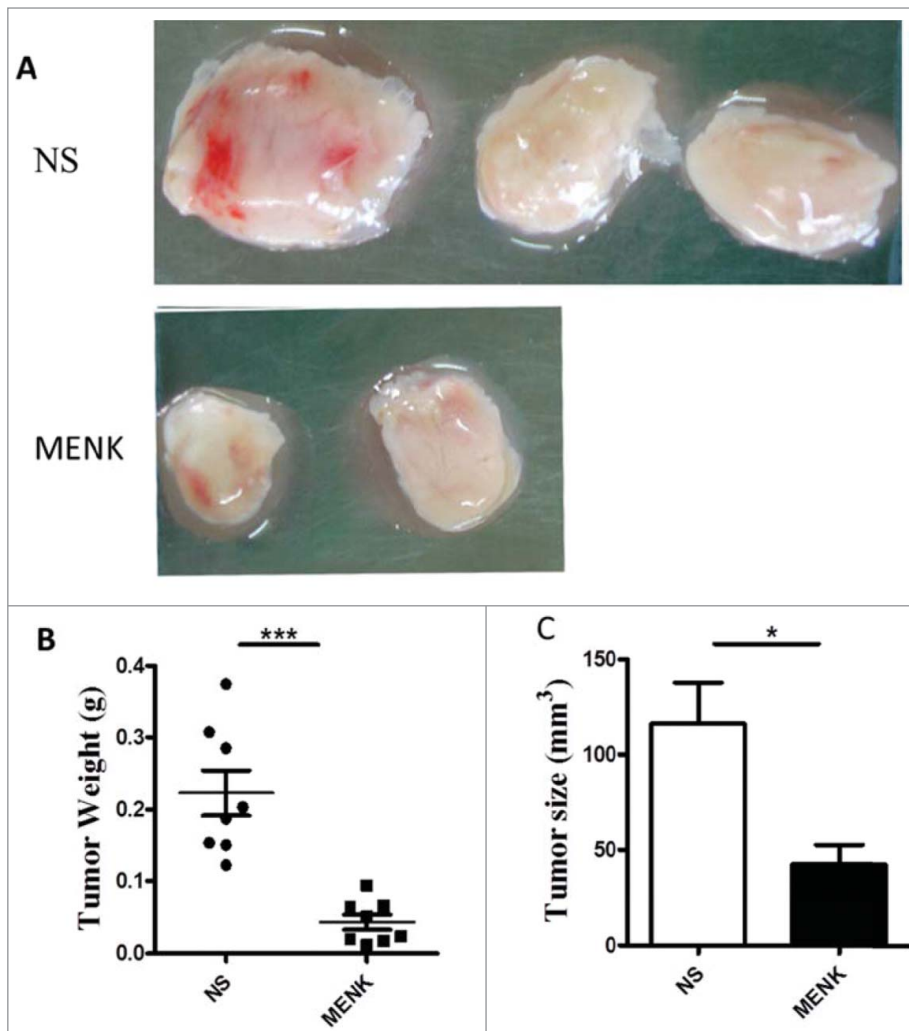 A
NS
MENK
B
***
Tumor Weight (g)
0.4
0.3
0.2
0.1
0.0
NS
MENK
C
*
Tumor size (mm³)
150
100
50
0
NS
MENK